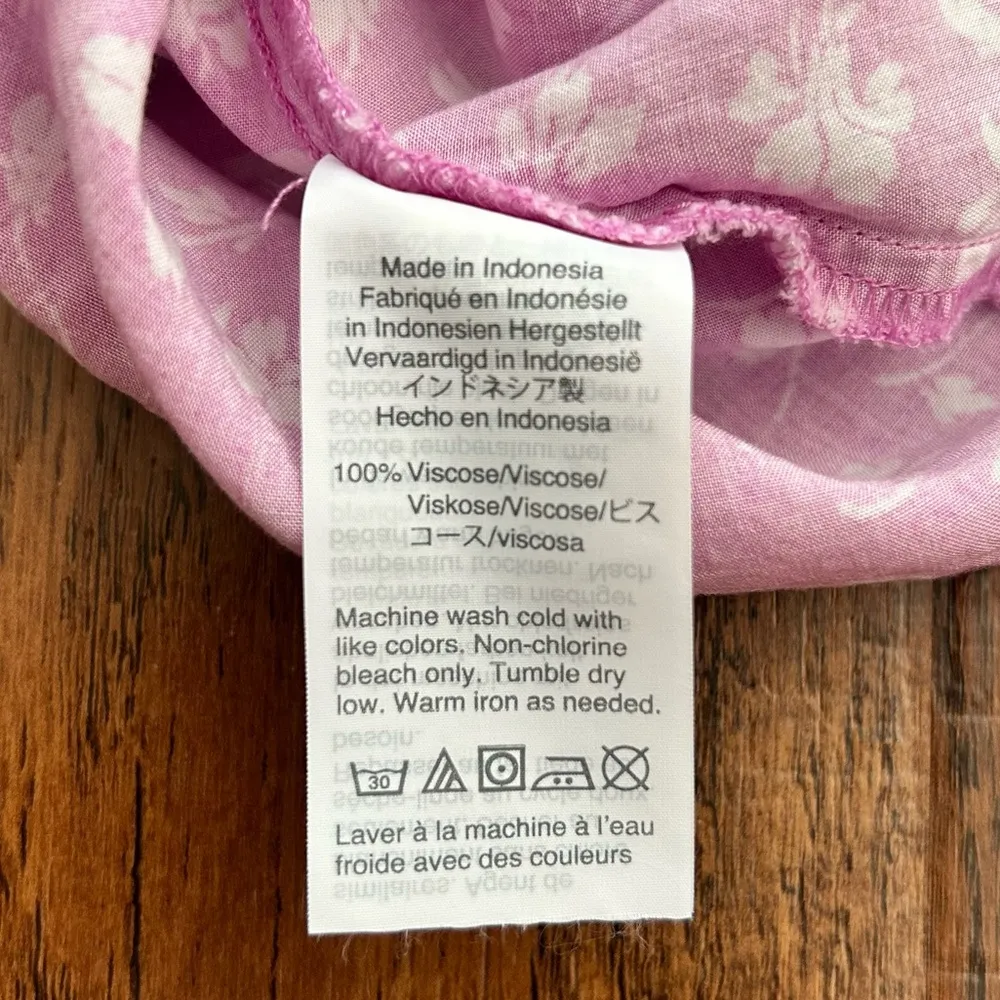 Made in Indonesia
Fabriqué en Indonésie
in Indonesien Hergestellt
Vervaardigd in Indonesië
インドネシア製
Hecho en Indonesia
100% Viscose/Viscose/
Viskose/Viscose/ビス
コース/viscosa
Machine wash cold with
like colors. Non-chlorine
bleach only. Tumble dry
low. Warm iron as needed.
30
Laver à la machine à l'eau
froide avec des couleurs